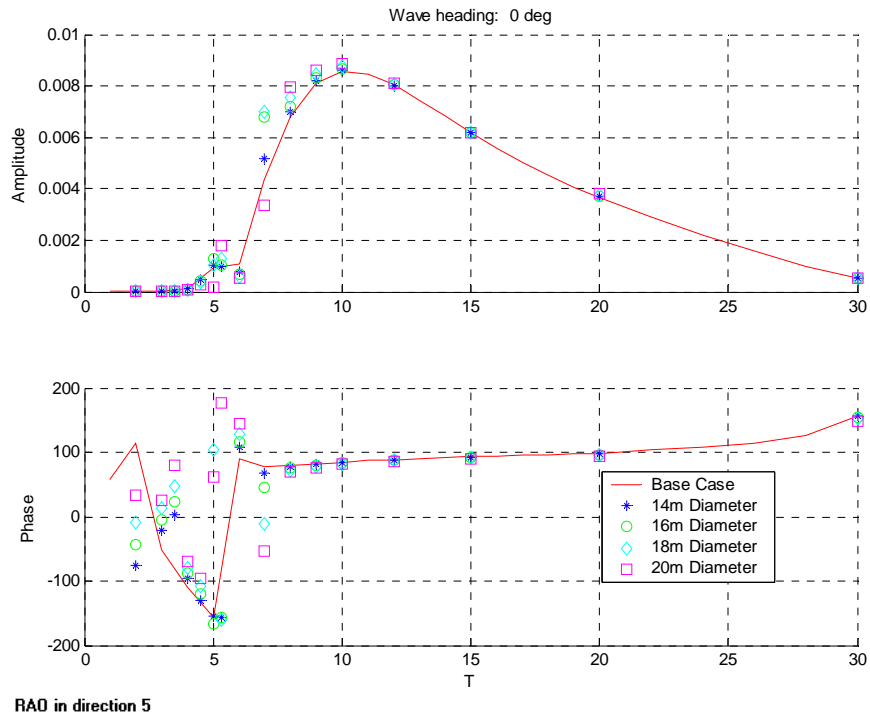 Wave heading: 0 deg
0.01
0.008
0.006
0.004
0.002
0
Amplitude
0 5 10 15 20 25 30
200
100
0
-100
-200
Phase
Base Case
14m Diameter
16m Diameter
18m Diameter
20m Diameter
0 5 10 15 20 25 30
T
RAO in direction 5